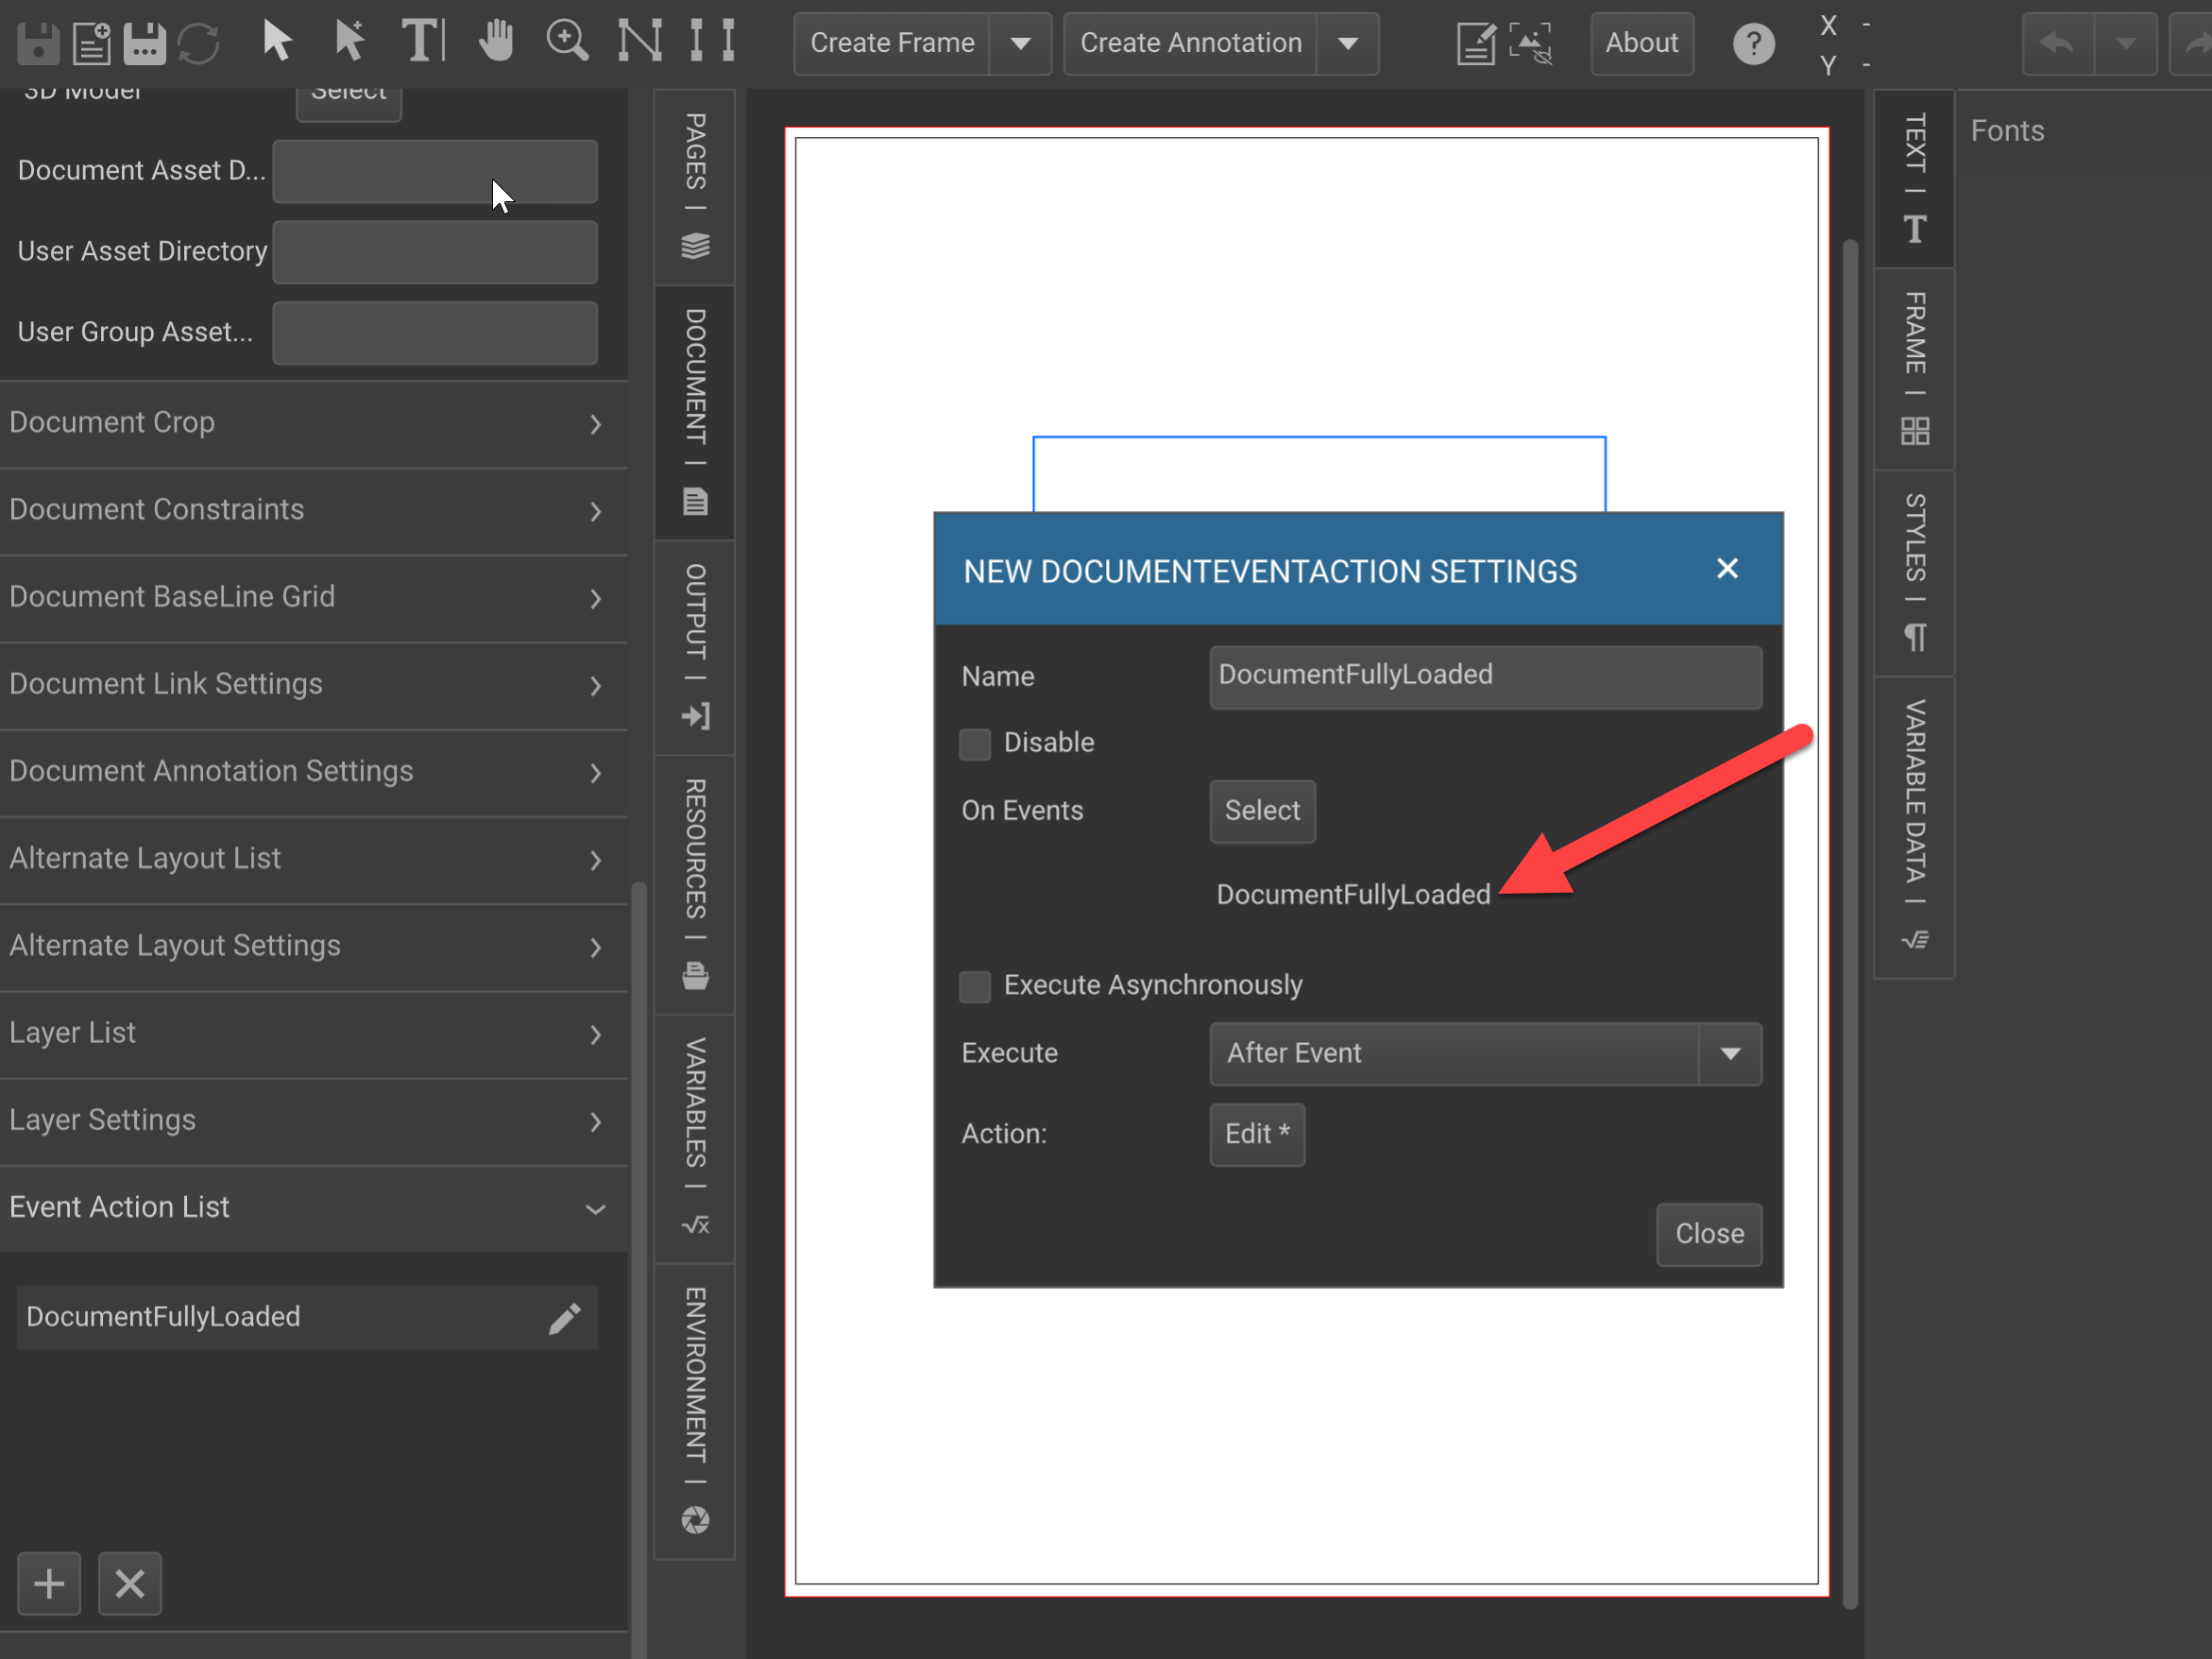 Create Frame
Create Annotation
About
?
X -
Y -
3D Model
Select
Document Asset D...
User Asset Directory
User Group Asset...
Document Crop
Document Constraints
Document BaseLine Grid
Document Link Settings
Document Annotation Settings
Alternate Layout List
Alternate Layout Settings
Layer List
Layer Settings
Event Action List
DocumentFullyLoaded
PAGES
DOCUMENT
OUTPUT
RESOURCES
VARIABLES
ENVIRONMENT
NEW DOCUMENTEVENTACTION SETTINGS
Name DocumentFullyLoaded
Disable
On Events Select
DocumentFullyLoaded
Execute Asynchronously
Execute After Event
Action: Edit *
Close
TEXT
FRAME
STYLES
VARIABLE DATA
Fonts